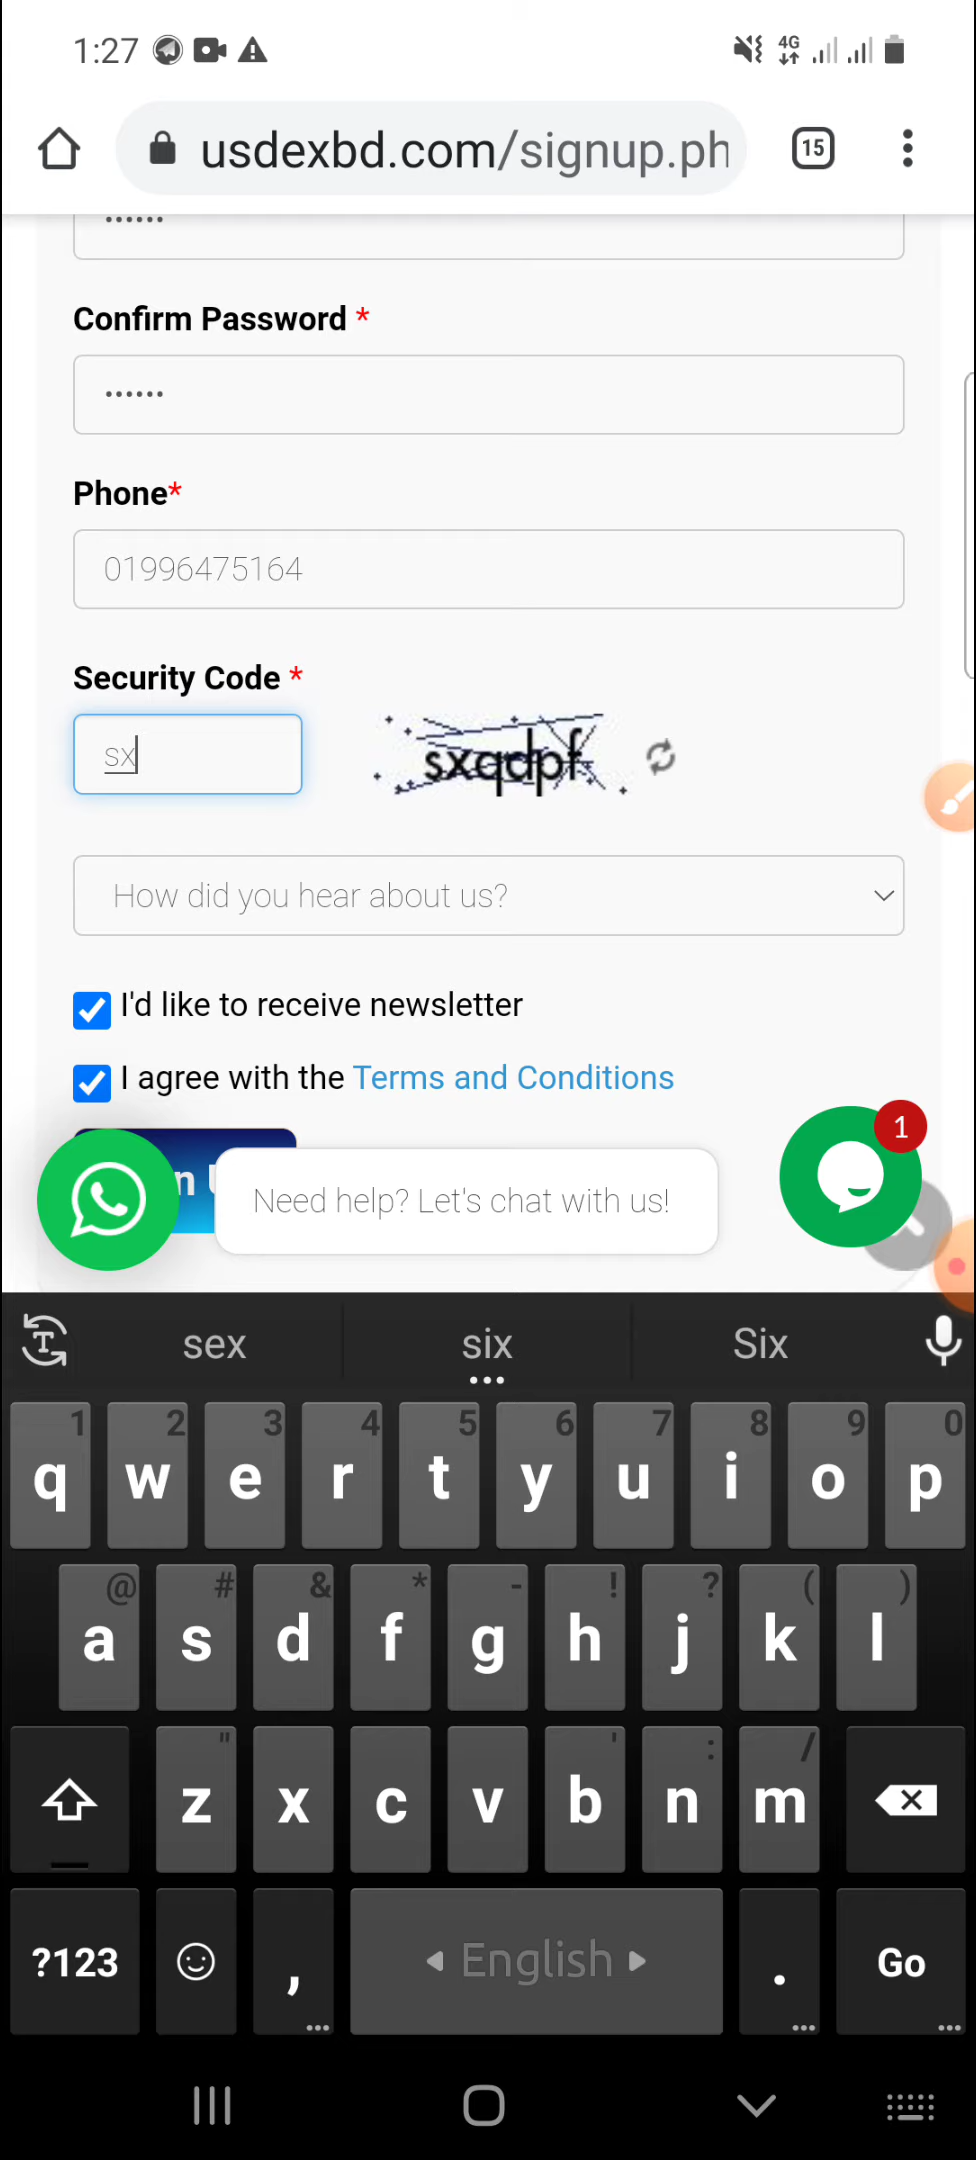 1:27
4G
usdexbd.com/signup.ph
15
••••••
Confirm Password *
••••••
Phone*
01996475164
Security Code *
sx
sxqdpf
How did you hear about us?
I'd like to receive newsletter
I agree with the Terms and Conditions
1
n
Need help? Let's chat with us!
T
sex six Six
1 2 3 4 5 6 7 8 9 0
q w e r t y u i o p
@ # & * - ! ? ( )
a s d f g h j k l
" ' : /
z x c v b n m
?123 , English . Go